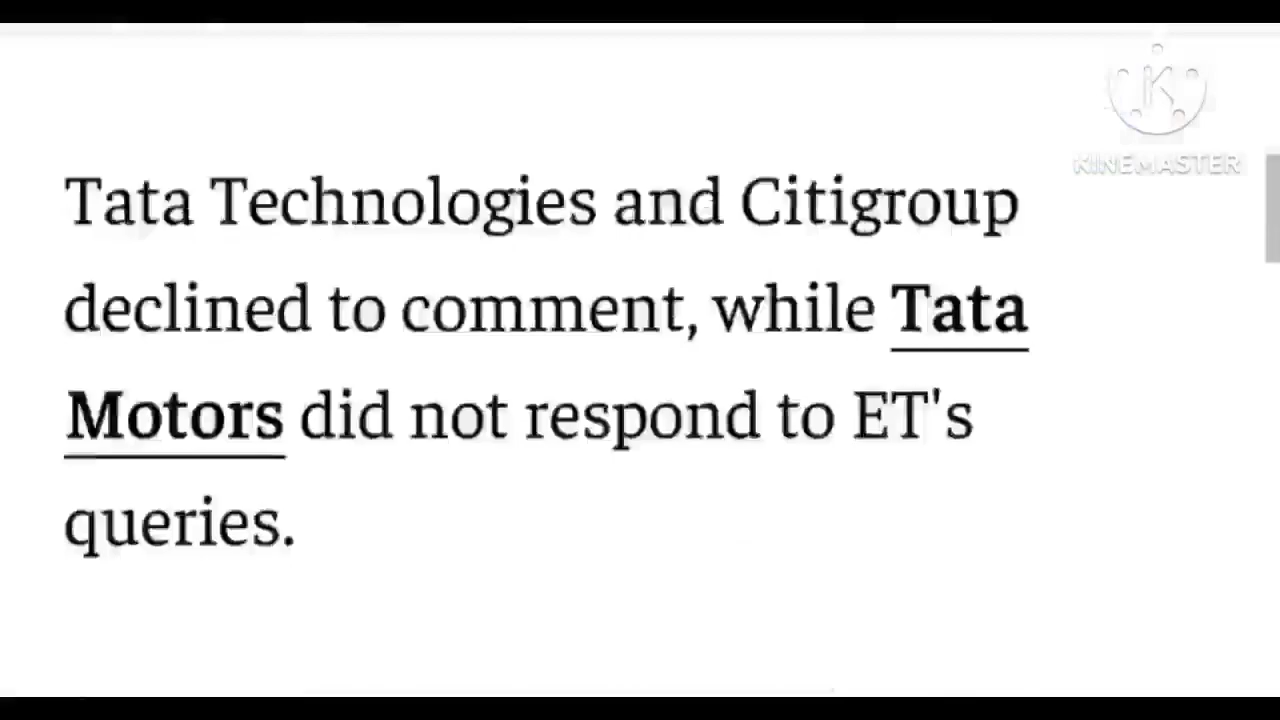 KINEMASTER
Tata Technologies and Citigroup
declined to comment, while Tata
Motors did not respond to ET's
queries.